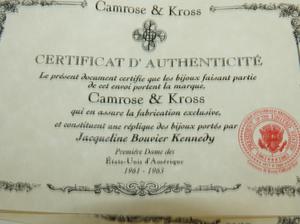 Camrose & Kross
CERTIFICAT D'AUTHENTICITÉ
Le présent document certifie que les bijoux faisant partie
de cet envoi portent la marque,
Camrose & Kross
qui en assure la fabrication exclusive,
et constituent une réplique des bijoux portés par
Jacqueline Bouvier Kennedy
Première Dame des
États-Unis d'Amérique
1961 - 1963